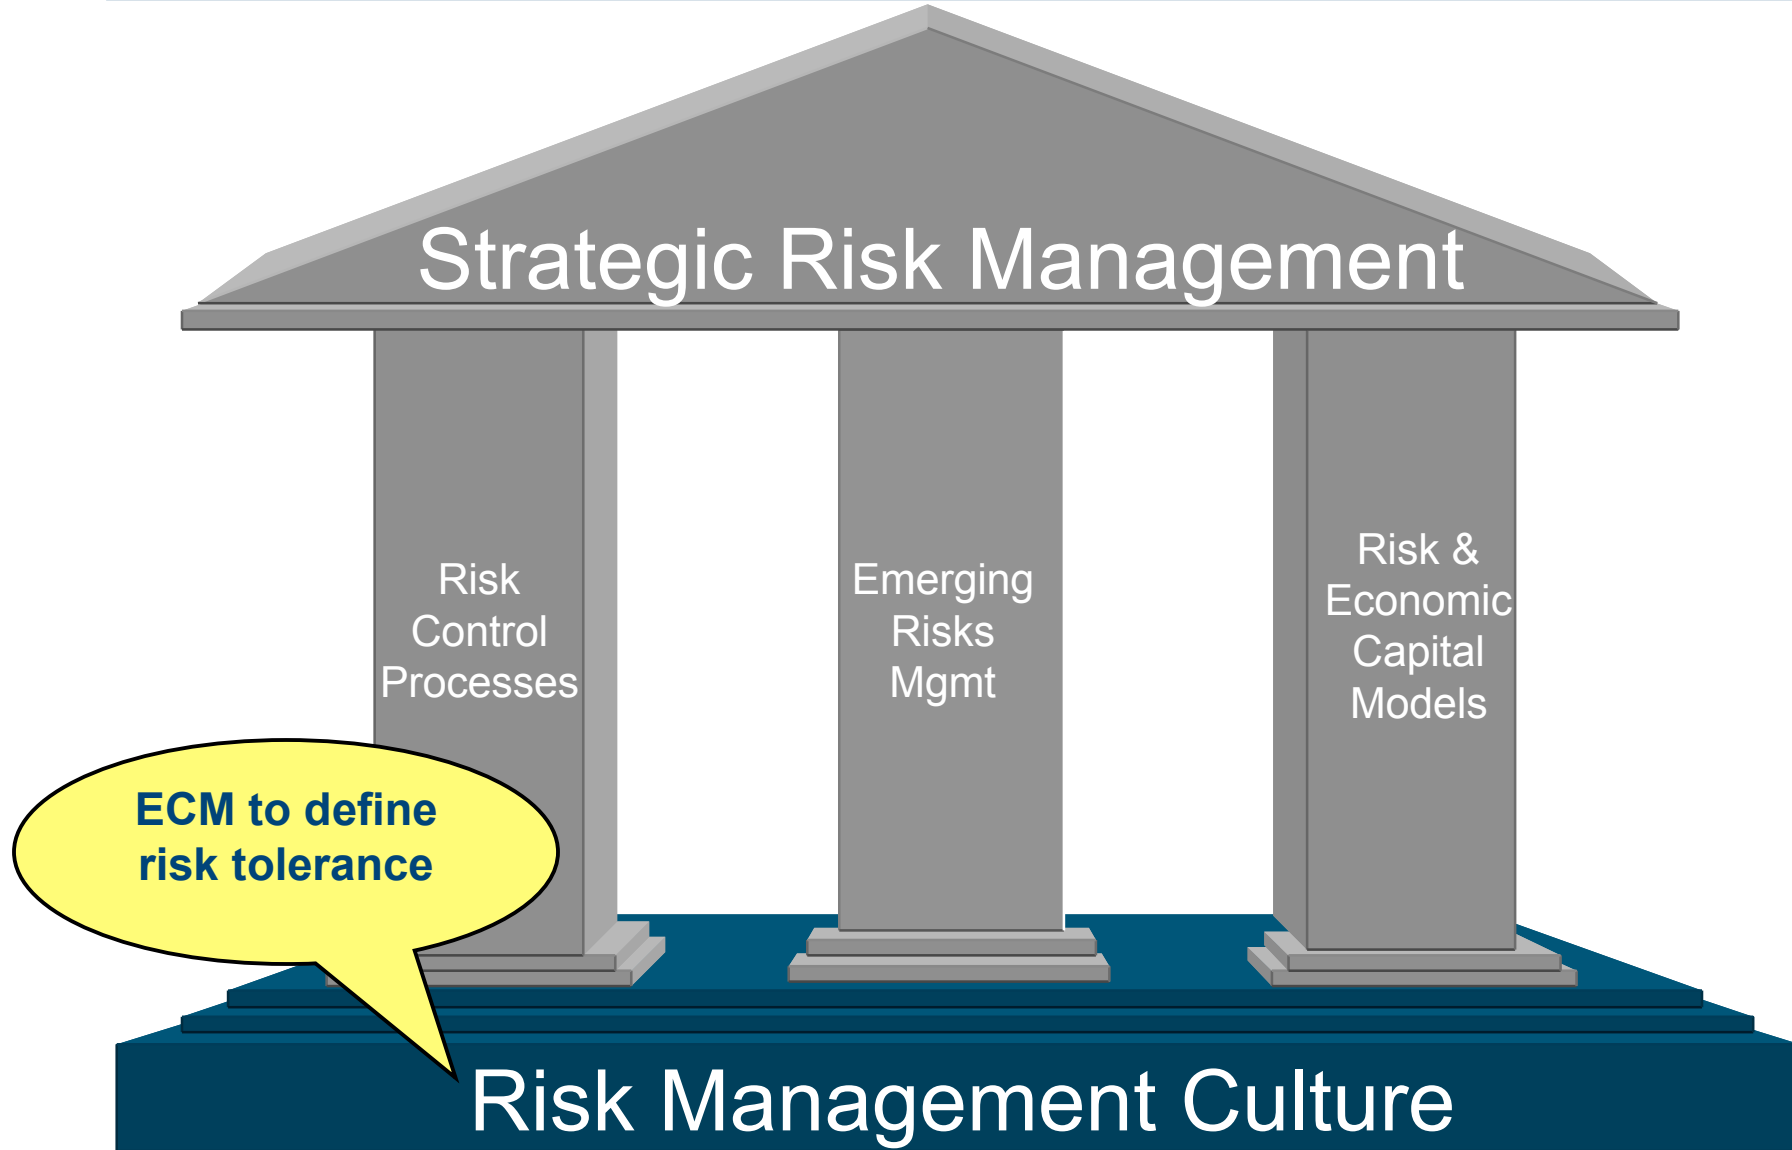 Strategic Risk Management
Risk
Control
Processes
Emerging
Risks
Mgmt
Risk &
Economic
Capital
Models
ECM to define
risk tolerance
Risk Management Culture